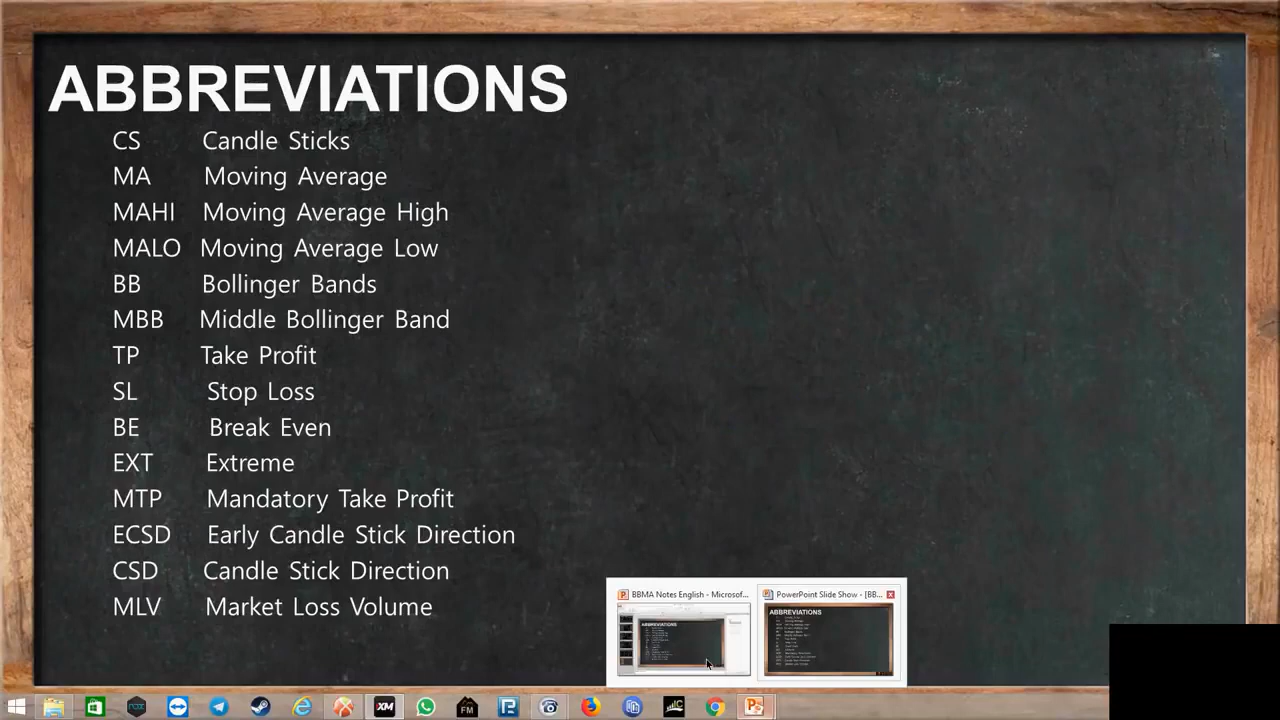 ABBREVIATIONS
CS Candle Sticks
MA Moving Average
MAHI Moving Average High
MALO Moving Average Low
BB Bollinger Bands
MBB Middle Bollinger Band
TP Take Profit
SL Stop Loss
BE Break Even
EXT Extreme
MTP Mandatory Take Profit
ECSD Early Candle Stick Direction
CSD Candle Stick Direction
MLV Market Loss Volume
BBMA Notes English - Microsof...
PowerPoint Slide Show - [BB...
ABBREVIATIONS
ABBREVIATIONS
XM
FM